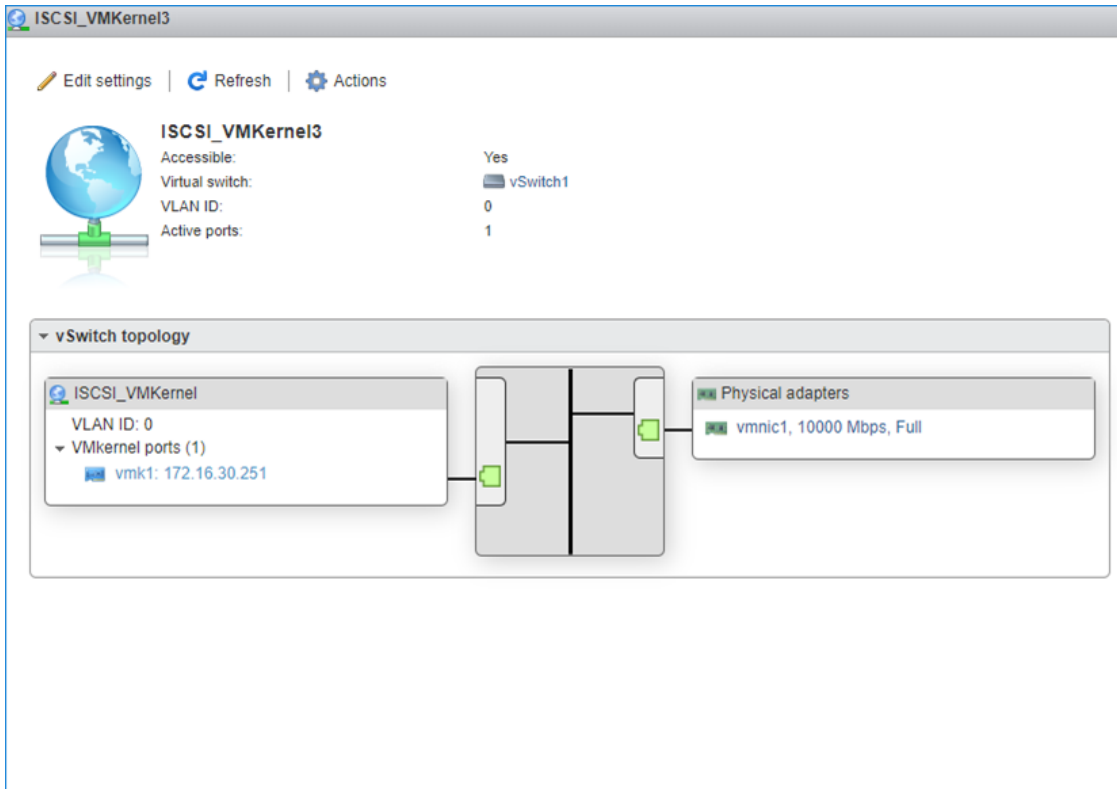 ISCSI_VMKernel3
Edit settings | Refresh | Actions
ISCSI_VMKernel3
Accessible: Yes
Virtual switch: vSwitch1
VLAN ID: 0
Active ports: 1
vSwitch topology
ISCSI_VMKernel
VLAN ID: 0
VMkernel ports (1)
vmk1: 172.16.30.251
Physical adapters
vmnic1, 10000 Mbps, Full